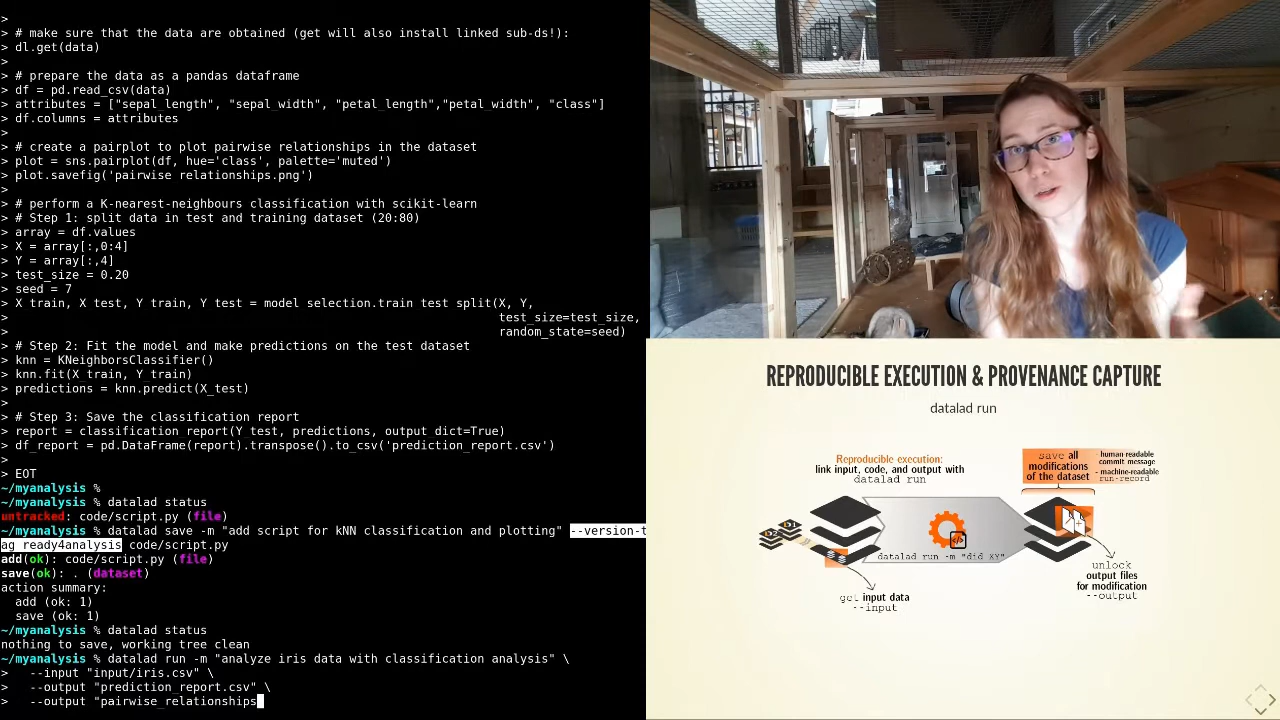 >
> # make sure that the data are obtained (get will also install linked sub-ds!):
> dl.get(data)
>
> # prepare the data as a pandas dataframe
> df = pd.read_csv(data)
> attributes = ["sepal_length", "sepal_width", "petal_length","petal_width", "class"]
> df.columns = attributes
>
> # create a pairplot to plot pairwise relationships in the dataset
> plot = sns.pairplot(df, hue='class', palette='muted')
> plot.savefig('pairwise_relationships.png')
>
> # perform a K-nearest-neighbours classification with scikit-learn
> # Step 1: split data in test and training dataset (20:80)
> array = df.values
> X = array[:,0:4]
> Y = array[:,4]
> test_size = 0.20
> seed = 7
> X_train, X_test, Y_train, Y_test = model_selection.train_test_split(X, Y,
> test_size=test_size,
> random_state=seed)
> # Step 2: Fit the model and make predictions on the test dataset
> knn = KNeighborsClassifier()
> knn.fit(X_train, Y_train)
> predictions = knn.predict(X_test)
>
> # Step 3: Save the classification report
> report = classification_report(Y_test, predictions, output_dict=True)
> df_report = pd.DataFrame(report).transpose().to_csv('prediction_report.csv')
>
> EOT
~/myanalysis %
~/myanalysis % datalad status
untracked: code/script.py (file)
~/myanalysis % datalad save -m "add script for kNN classification and plotting" --version-t
ag ready4analysis code/script.py
add(ok): code/script.py (file)
save(ok): . (dataset)
action summary:
add (ok: 1)
save (ok: 1)
~/myanalysis % datalad status
nothing to save, working tree clean
~/myanalysis % datalad run -m "analyze iris data with classification analysis" \
> --input "input/iris.csv" \
> --output "prediction_report.csv" \
> --output "pairwise_relationships
REPRODUCIBLE EXECUTION & PROVENANCE CAPTURE
datalad run
Reproducible execution:
link input, code, and output with
datalad run
save all
modifications
of the dataset
- human readable
commit message
- machine-readable
run-record
D1
D2
</>
datalad run -m "did XY"
get input data
--input
unlock
output files
for modification
--output